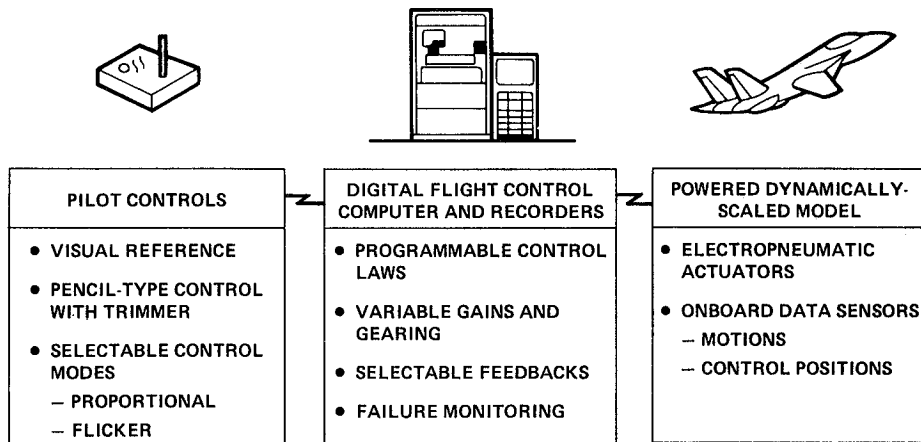 PILOT CONTROLS
● VISUAL REFERENCE
● PENCIL-TYPE CONTROL
WITH TRIMMER
● SELECTABLE CONTROL
MODES
– PROPORTIONAL
– FLICKER
DIGITAL FLIGHT CONTROL
COMPUTER AND RECORDERS
● PROGRAMMABLE CONTROL
LAWS
● VARIABLE GAINS AND
GEARING
● SELECTABLE FEEDBACKS
● FAILURE MONITORING
POWERED DYNAMICALLY-
SCALED MODEL
● ELECTROPNEUMATIC
ACTUATORS
● ONBOARD DATA SENSORS
– MOTIONS
– CONTROL POSITIONS